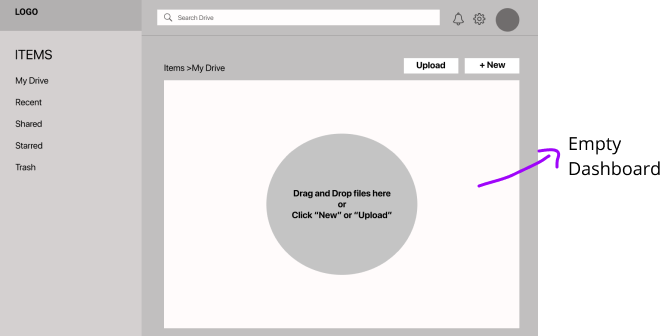 LOGO
Search Drive
ITEMS
My Drive
Recent
Shared
Starred
Trash
Items >My Drive
Upload
+ New
Drag and Drop files here
or
Click “New” or “Upload”
Empty
Dashboard